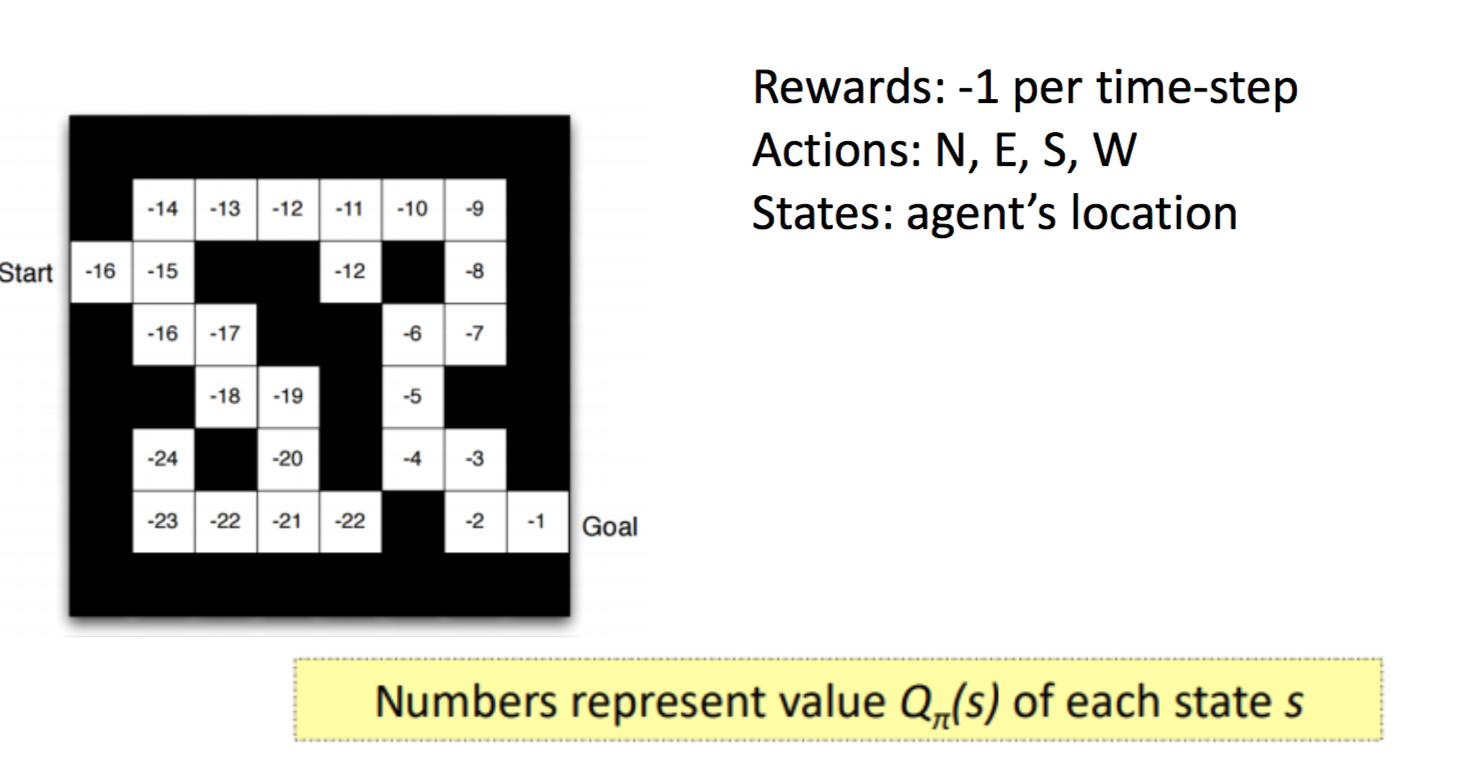 Rewards: -1 per time-step
Actions: N, E, S, W
States: agent’s location
-14 -13 -12 -11 -10 -9
Start -16 -15 -12 -8
-16 -17 -6 -7
-18 -19 -5
-24 -20 -4 -3
-23 -22 -21 -22 -2 -1 Goal
Numbers represent value Qπ(s) of each state s